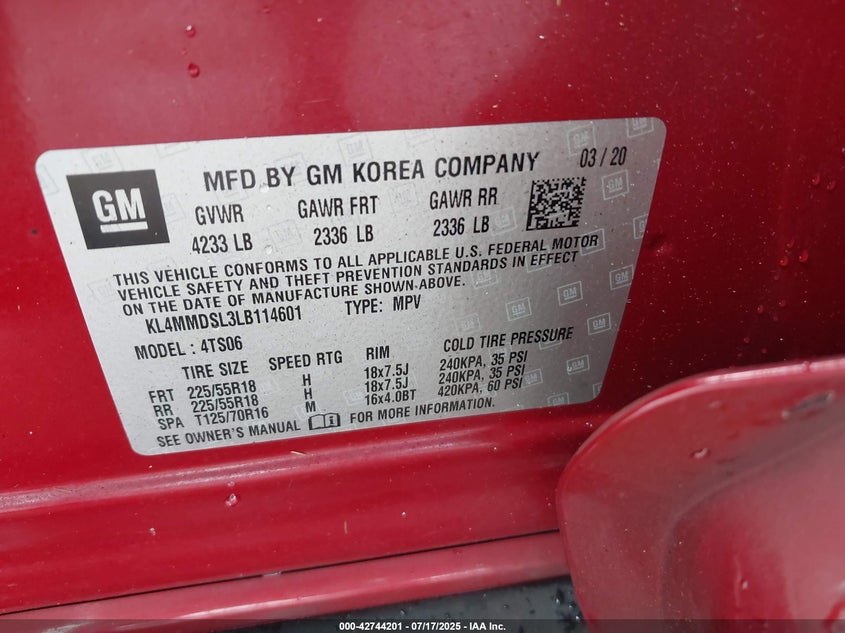 GM
MFD BY GM KOREA COMPANY 03 / 20
GVWR GAWR FRT GAWR RR
4233 LB 2336 LB 2336 LB
THIS VEHICLE CONFORMS TO ALL APPLICABLE U.S. FEDERAL MOTOR
VEHICLE SAFETY AND THEFT PREVENTION STANDARDS IN EFFECT
ON THE DATE OF MANUFACTURE SHOWN ABOVE.
KL4MMDSL3LB114601 TYPE: MPV
MODEL : 4TS06
TIRE SIZE SPEED RTG RIM COLD TIRE PRESSURE
FRT 225/55R18 H 18x7.5J 240KPA, 35 PSI
RR 225/55R18 H 18x7.5J 240KPA, 35 PSI
SPA T125/70R16 M 16x4.0BT 420KPA, 60 PSI
SEE OWNER'S MANUAL FOR MORE INFORMATION.
000-42744201 - 07/17/2025 - IAA Inc.